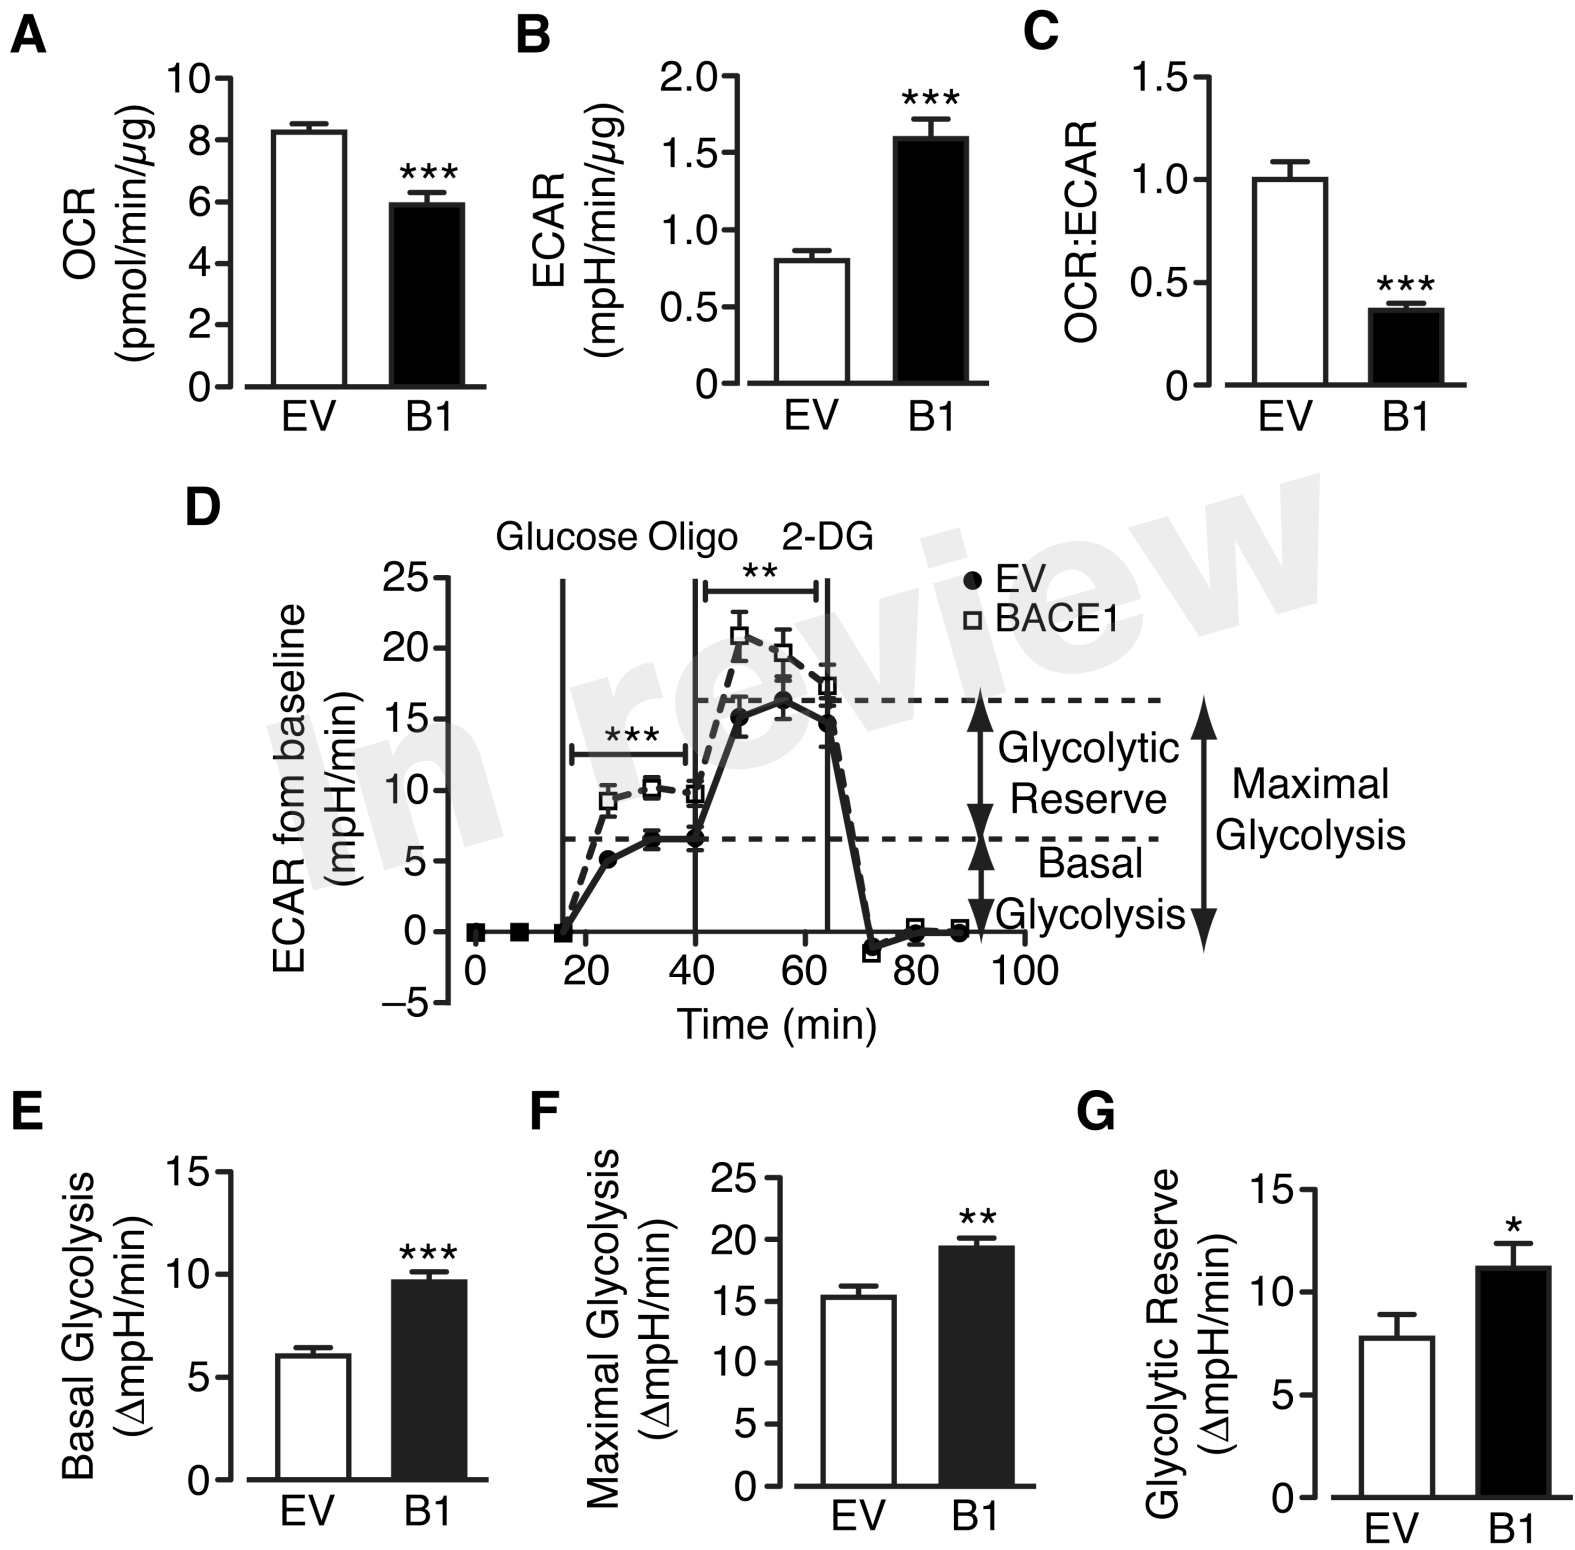 A
OCR
(pmol/min/µg)
10
8
6
4
2
0
***
EV B1
B
ECAR
(mpH/min/µg)
2.0
1.5
1.0
0.5
0
***
EV B1
C
OCR:ECAR
1.5
1.0
0.5
0
***
EV B1
D
Glucose Oligo 2-DG
ECAR fom baseline
(mpH/min)
25
20
15
10
5
0
–5
***
**
EV
BACE1
Glycolytic
Reserve
Basal
Glycolysis
Maximal
Glycolysis
0 20 40 60 80 100
Time (min)
In review
E
Basal Glycolysis
(ΔmpH/min)
15
10
5
0
***
EV B1
F
Maximal Glycolysis
(ΔmpH/min)
25
20
15
10
5
0
**
EV B1
G
Glycolytic Reserve
(ΔmpH/min)
15
10
5
0
*
EV B1